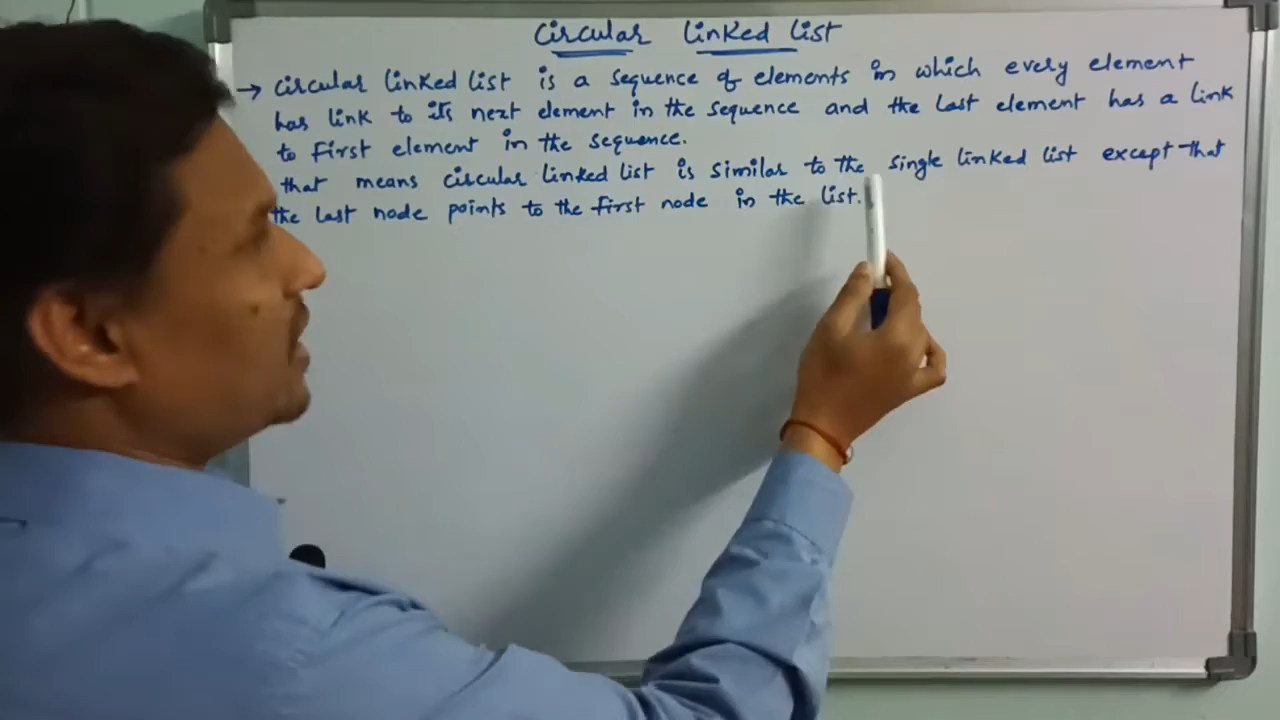 Circular Linked List
→ Circular linked list is a sequence of elements in which every element
has link to its next element in the sequence and the last element has a link
to first element in the sequence.
that means circular linked list is similar to the single linked list except that
the last node points to the first node in the list.